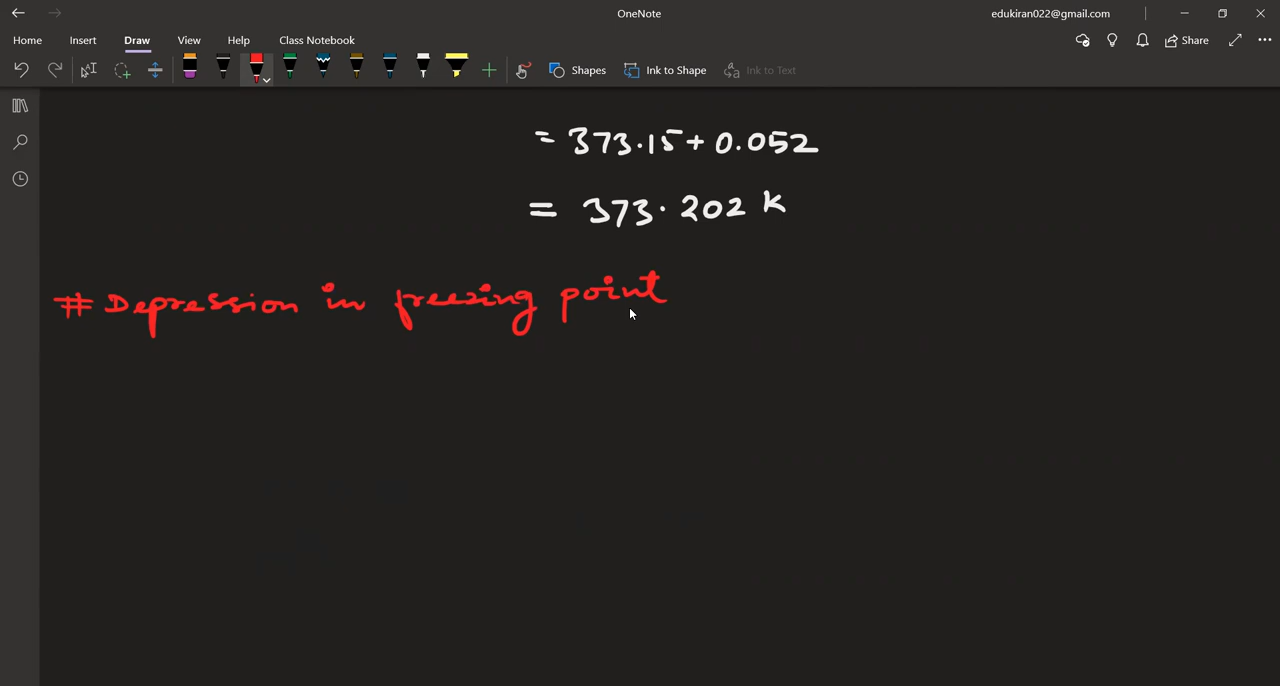 OneNote
edukiran022@gmail.com
Home Insert Draw View Help Class Notebook
Share
Shapes Ink to Shape Ink to Text
= 373.15 + 0.052
= 373.202 K
# Depression in freezing point